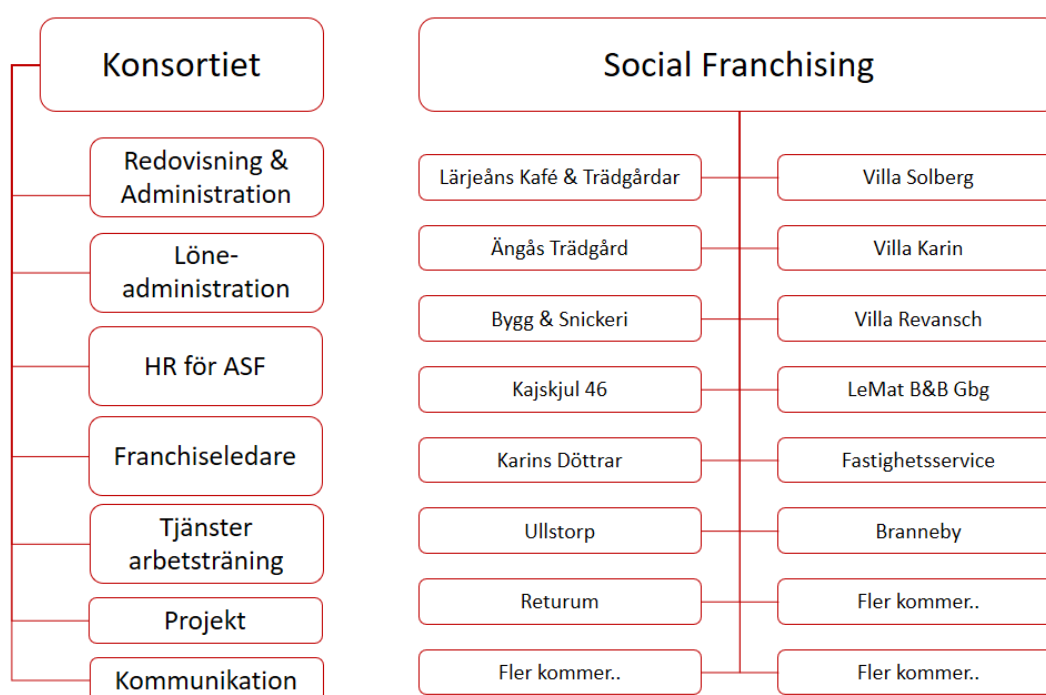 Konsortiet
Redovisning &
Administration
Löne-
administration
HR för ASF
Franchiseledare
Tjänster
arbetsträning
Projekt
Kommunikation
Social Franchising
Lärjeåns Kafé & Trädgårdar
Villa Solberg
Ängås Trädgård
Villa Karin
Bygg & Snickeri
Villa Revansch
Kajskjul 46
LeMat B&B Gbg
Karins Döttrar
Fastighetsservice
Ullstorp
Branneby
Returum
Fler kommer..
Fler kommer..
Fler kommer..